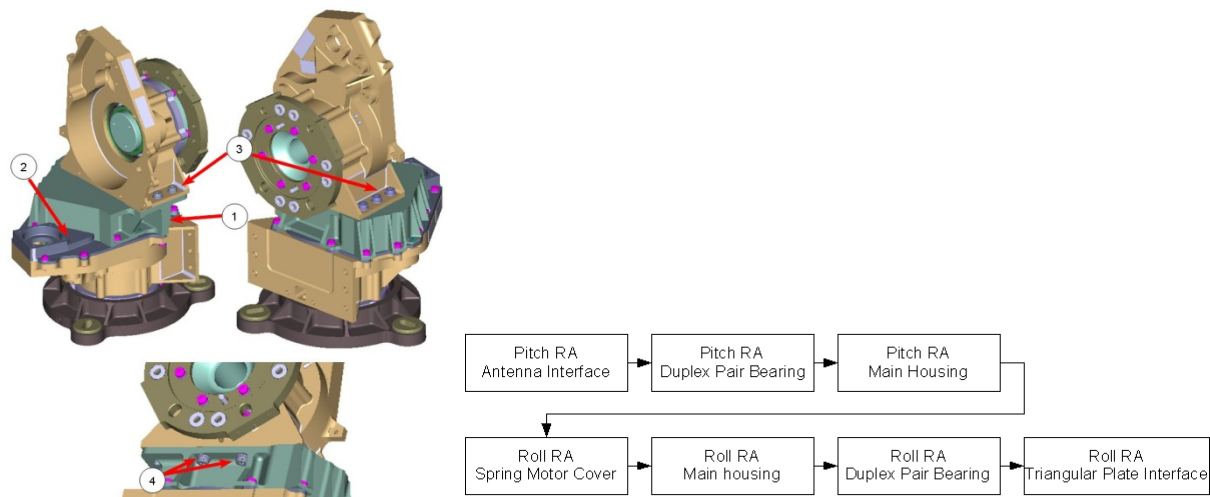 2
3
1
4
Pitch RA
Antenna Interface
Pitch RA
Duplex Pair Bearing
Pitch RA
Main Housing
Roll RA
Spring Motor Cover
Roll RA
Main housing
Roll RA
Duplex Pair Bearing
Roll RA
Triangular Plate Interface